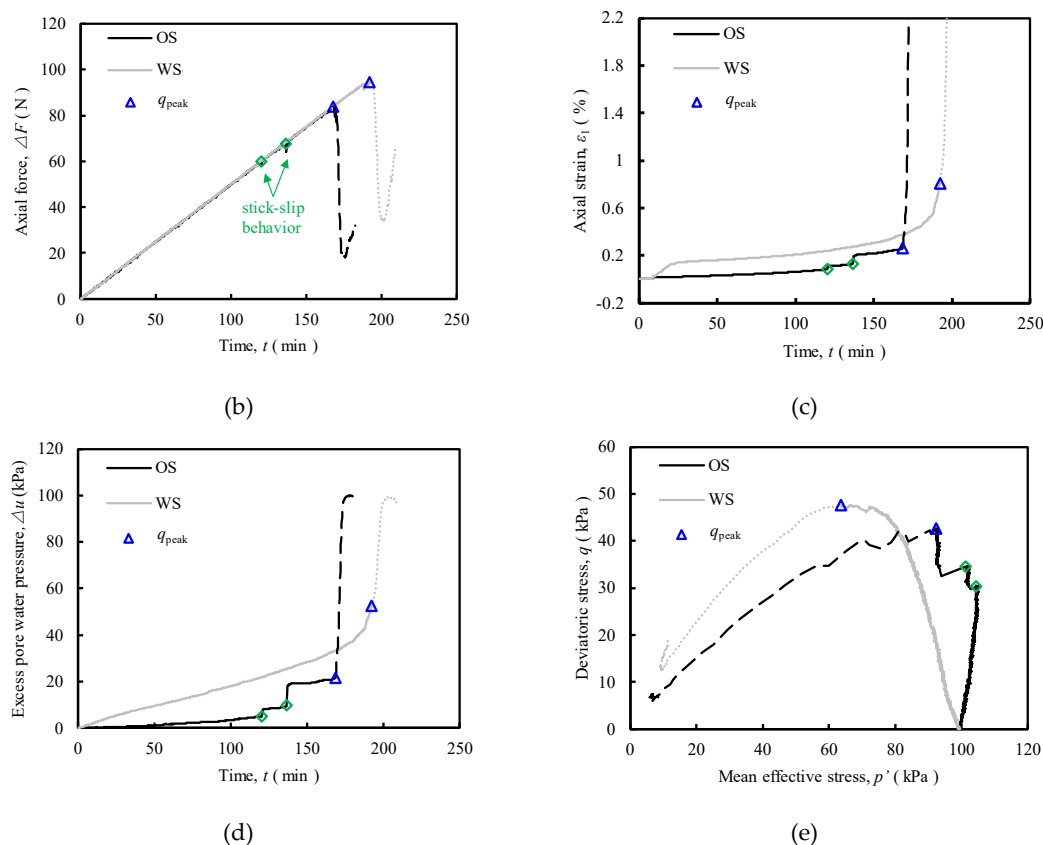 120
100
80
60
40
20
0
Axial force, ΔF ( N )
OS
WS
q peak
stick-slip
behavior
0
50
100
150
200
250
Time, t ( min )
(b)
2.2
1.8
1.4
1
0.6
0.2
-0.2
Axial strain, ε1 ( % )
OS
WS
q peak
0
50
100
150
200
250
Time, t ( min )
(c)
120
100
80
60
40
20
0
Excess pore water pressure, Δu (kPa)
OS
WS
q peak
0
50
100
150
200
250
Time, t ( min )
(d)
60
50
40
30
20
10
0
Deviatoric stress, q ( kPa )
OS
WS
q peak
0
20
40
60
80
100
120
Mean effective stress, p’ ( kPa )
(e)